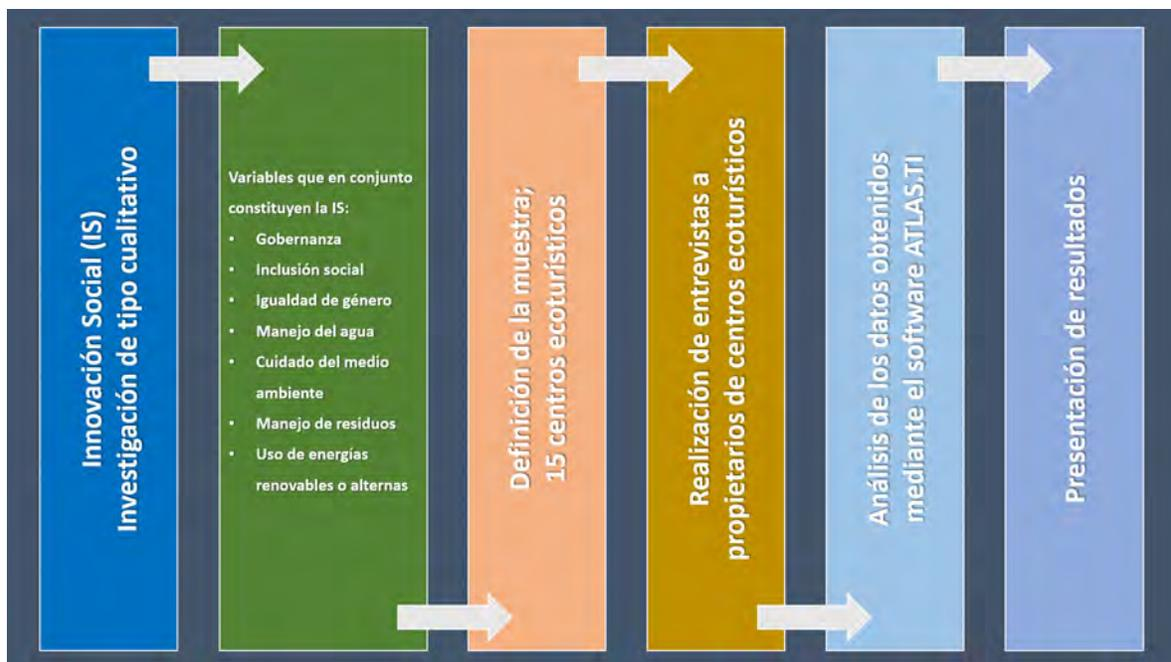 Innovación Social (IS)
Investigación de tipo cualitativo
Variables que en conjunto
constituyen la IS:
• Gobernanza
• Inclusión social
• Igualdad de género
• Manejo del agua
• Cuidado del medio
ambiente
• Manejo de residuos
• Uso de energías
renovables o alternas
Definición de la muestra;
15 centros ecoturísticos
Realización de entrevistas a
propietarios de centros ecoturísticos
Análisis de los datos obtenidos
mediante el software ATLAS.TI
Presentación de resultados